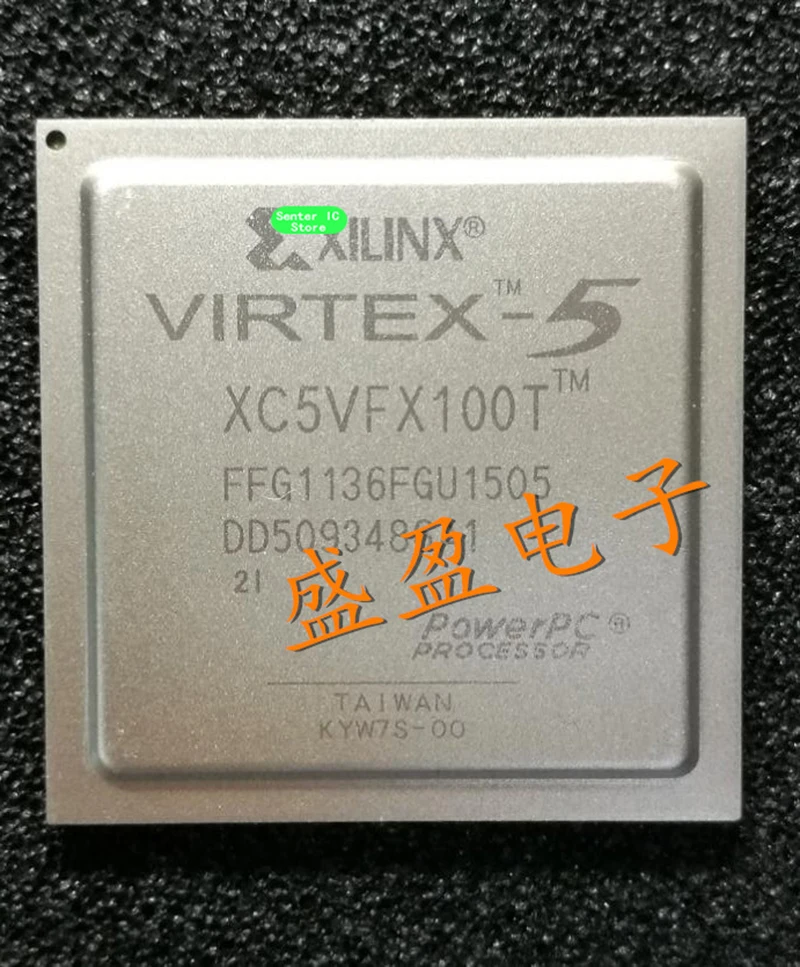 Senter IC
Store
XILINX®
VIRTEX™-5
XC5VFX100T™
FFG1136FGU1505
2I
盛盈电子
PowerPC®
PROCESSOR
TAIWAN
KYW7S-00